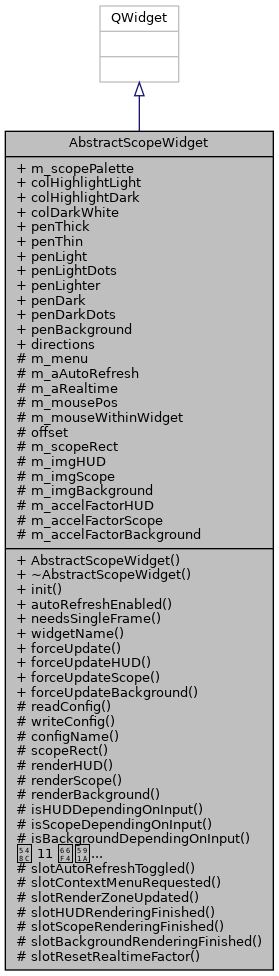 QWidget
AbstractScopeWidget
+ m_scopePalette
+ colHighlightLight
+ colHighlightDark
+ colDarkWhite
+ penThick
+ penThin
+ penLight
+ penLightDots
+ penLighter
+ penDark
+ penDarkDots
+ penBackground
+ directions
# m_menu
# m_aAutoRefresh
# m_aRealtime
# m_mousePos
# m_mouseWithinWidget
# offset
# m_scopeRect
# m_imgHUD
# m_imgScope
# m_imgBackground
# m_accelFactorHUD
# m_accelFactorScope
# m_accelFactorBackground
+ AbstractScopeWidget()
+ ~AbstractScopeWidget()
+ init()
+ autoRefreshEnabled()
+ needsSingleFrame()
+ widgetName()
+ forceUpdate()
+ forceUpdateHUD()
+ forceUpdateScope()
+ forceUpdateBackground()
# readConfig()
# writeConfig()
# configName()
# scopeRect()
# renderHUD()
# renderScope()
# renderBackground()
# isHUDDependingOnInput()
# isScopeDependingOnInput()
# isBackgroundDependingOnInput()
11 ...
# slotAutoRefreshToggled()
# slotContextMenuRequested()
# slotRenderZoneUpdated()
# slotHUDRenderingFinished()
# slotScopeRenderingFinished()
# slotBackgroundRenderingFinished()
# slotResetRealtimeFactor()